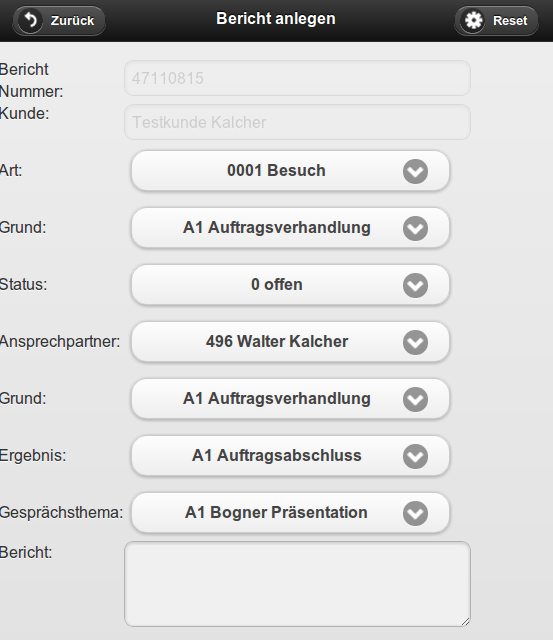 Zurück
Bericht anlegen
Reset
Bericht
Nummer:
47110815
Kunde:
Testkunde Kalcher
Art:
0001 Besuch
Grund:
A1 Auftragsverhandlung
Status:
0 offen
Ansprechpartner:
496 Walter Kalcher
Grund:
A1 Auftragsverhandlung
Ergebnis:
A1 Auftragsabschluss
Gesprächsthema:
A1 Bogner Präsentation
Bericht: